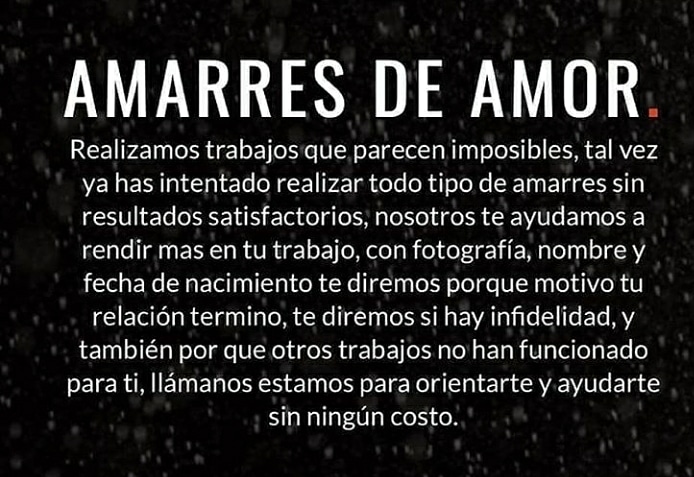 AMARRES DE AMOR.
Realizamos trabajos que parecen imposibles, tal vez
ya has intentado realizar todo tipo de amarres sin
resultados satisfactorios, nosotros te ayudamos a
rendir mas en tu trabajo, con fotografía, nombre y
fecha de nacimiento te diremos porque motivo tu
relación termino, te diremos si hay infidelidad, y
también por que otros trabajos no han funcionado
para ti, llámanos estamos para orientarte y ayudarte
sin ningún costo.